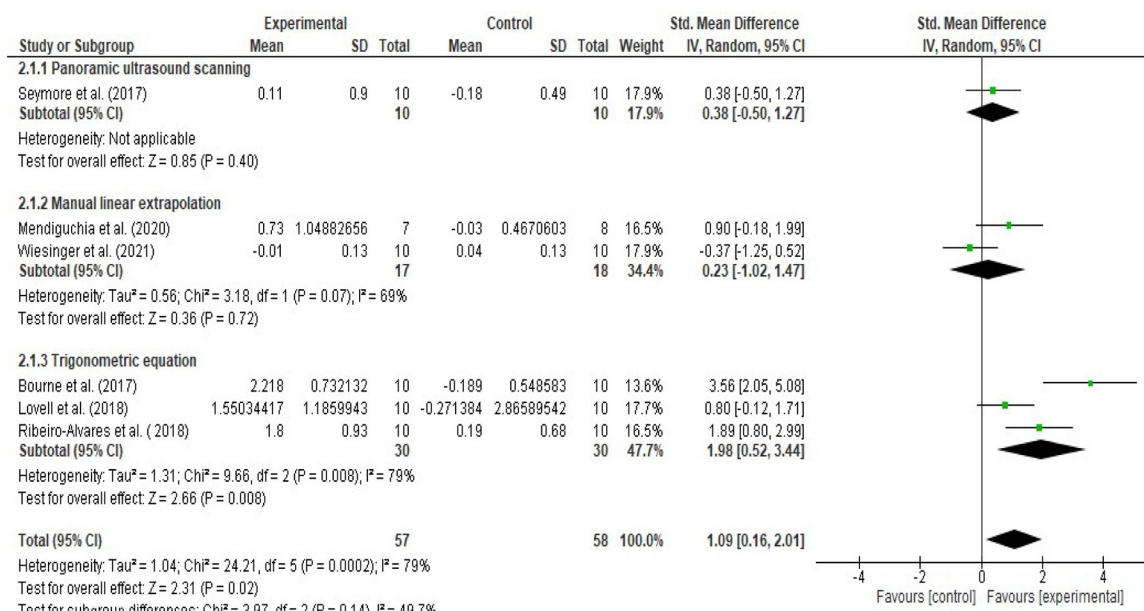 Experimental Control Std. Mean Difference Std. Mean Difference
Study or Subgroup Mean SD Total Mean SD Total Weight IV, Random, 95% CI IV, Random, 95% CI
2.1.1 Panoramic ultrasound scanning
Seymore et al. (2017) 0.11 0.9 10 -0.18 0.49 10 17.9% 0.38 [-0.50, 1.27]
Subtotal (95% CI) 10 10 17.9% 0.38 [-0.50, 1.27]
Heterogeneity: Not applicable
Test for overall effect: Z = 0.85 (P = 0.40)
2.1.2 Manual linear extrapolation
Mendiguchia et al. (2020) 0.73 1.04882656 7 -0.03 0.4670603 8 16.5% 0.90 [-0.18, 1.99]
Wiesinger et al. (2021) -0.01 0.13 10 0.04 0.13 10 17.9% -0.37 [-1.25, 0.52]
Subtotal (95% CI) 17 18 34.4% 0.23 [-1.02, 1.47]
Heterogeneity: Tau² = 0.56; Chi² = 3.18, df = 1 (P = 0.07); I² = 69%
Test for overall effect: Z = 0.36 (P = 0.72)
2.1.3 Trigonometric equation
Bourne et al. (2017) 2.218 0.732132 10 -0.189 0.548583 10 13.6% 3.56 [2.05, 5.08]
Lovell et al. (2018) 1.55034417 1.1859943 10 -0.271384 2.86589542 10 17.7% 0.80 [-0.12, 1.71]
Ribeiro-Alvares et al. ( 2018) 1.8 0.93 10 0.19 0.68 10 16.5% 1.89 [0.80, 2.99]
Subtotal (95% CI) 30 30 47.7% 1.98 [0.52, 3.44]
Heterogeneity: Tau² = 1.31; Chi² = 9.66, df = 2 (P = 0.008); I² = 79%
Test for overall effect: Z = 2.66 (P = 0.008)
Total (95% CI) 57 58 100.0% 1.09 [0.16, 2.01]
Heterogeneity: Tau² = 1.04; Chi² = 24.21, df = 5 (P = 0.0002); I² = 79%
Test for overall effect: Z = 2.31 (P = 0.02)
Test for subgroup differences: Chi² = 3.97, df = 2 (P = 0.14), I² = 49.7%
-4 -2 0 2 4
Favours [control] Favours [experimental]